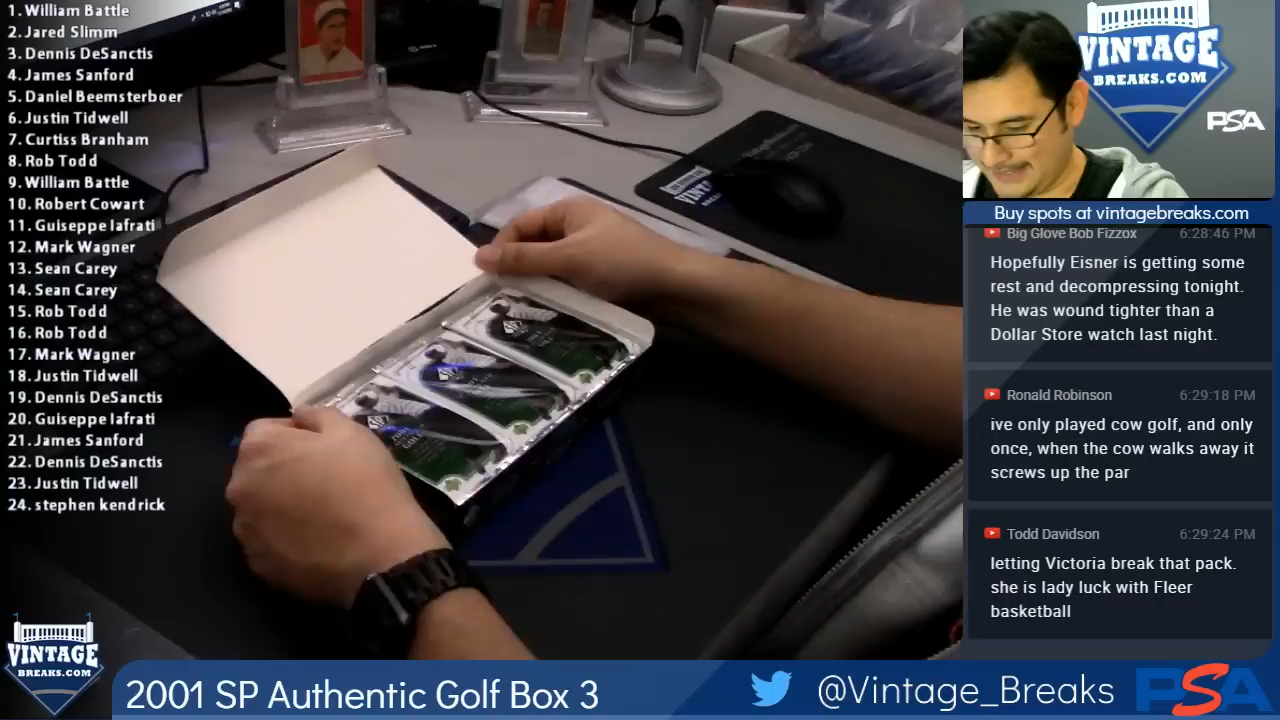 1. William Battle
2. Jared Slimm
3. Dennis DeSanctis
4. James Sanford
5. Daniel Beemsterboer
6. Justin Tidwell
7. Curtiss Branham
8. Rob Todd
9. William Battle
10. Robert Cowart
11. Guiseppe Iafrati
12. Mark Wagner
13. Sean Carey
14. Sean Carey
15. Rob Todd
16. Rob Todd
17. Mark Wagner
18. Justin Tidwell
19. Dennis DeSanctis
20. Guiseppe Iafrati
21. James Sanford
22. Dennis DeSanctis
23. Justin Tidwell
24. stephen kendrick
VINTAGE
BREAKS.COM
PSA
Buy spots at vintagebreaks.com
Big Glove Bob Fizzox 6:28:46 PM
Hopefully Eisner is getting some
rest and decompressing tonight.
He was wound tighter than a
Dollar Store watch last night.
Ronald Robinson 6:29:18 PM
ive only played cow golf, and only
once, when the cow walks away it
screws up the par
Todd Davidson 6:29:24 PM
letting Victoria break that pack.
she is lady luck with Fleer
basketball
VINTAGE
BREAKS.COM
2001 SP Authentic Golf Box 3
@Vintage_Breaks
PSA